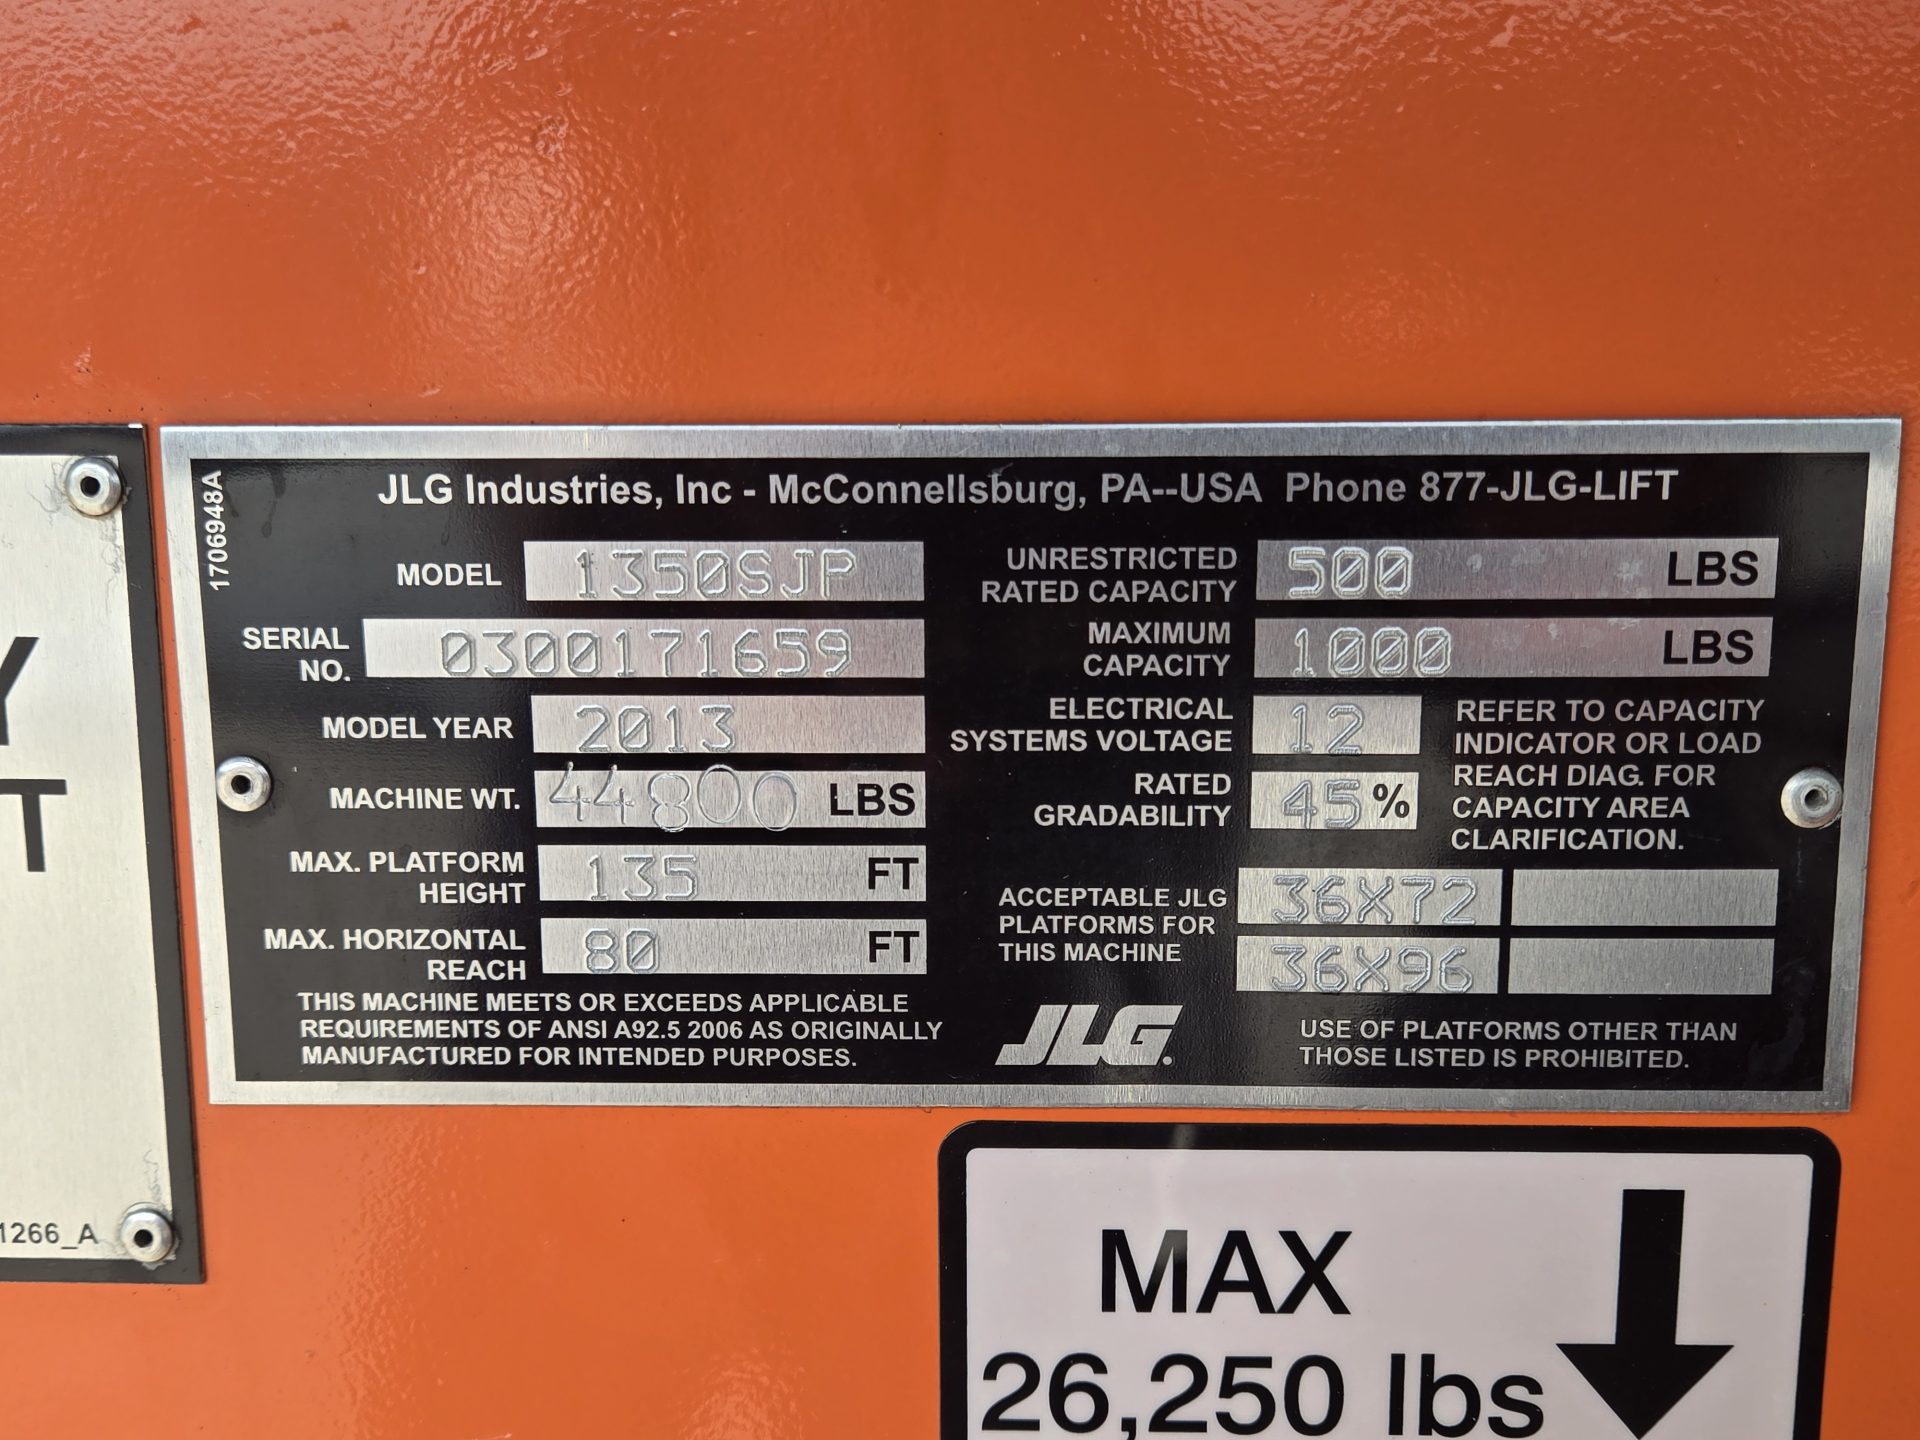 JLG Industries, Inc - McConnellsburg, PA--USA Phone 877-JLG-LIFT
1706948A
MODEL 1350SJP
SERIAL
NO. 0300171659
MODEL YEAR 2013
MACHINE WT. 44800 LBS
MAX. PLATFORM
HEIGHT 135 FT
MAX. HORIZONTAL
REACH 80 FT
THIS MACHINE MEETS OR EXCEEDS APPLICABLE
REQUIREMENTS OF ANSI A92.5 2006 AS ORIGINALLY
MANUFACTURED FOR INTENDED PURPOSES.
UNRESTRICTED
RATED CAPACITY 500 LBS
MAXIMUM
CAPACITY 1000 LBS
ELECTRICAL
SYSTEMS VOLTAGE 12
RATED
GRADABILITY 45 %
REFER TO CAPACITY
INDICATOR OR LOAD
REACH DIAG. FOR
CAPACITY AREA
CLARIFICATION.
ACCEPTABLE JLG
PLATFORMS FOR
THIS MACHINE
36X72
36X96
JLG.
USE OF PLATFORMS OTHER THAN
THOSE LISTED IS PROHIBITED.
Y
T
1266_A
MAX
26,250 lbs